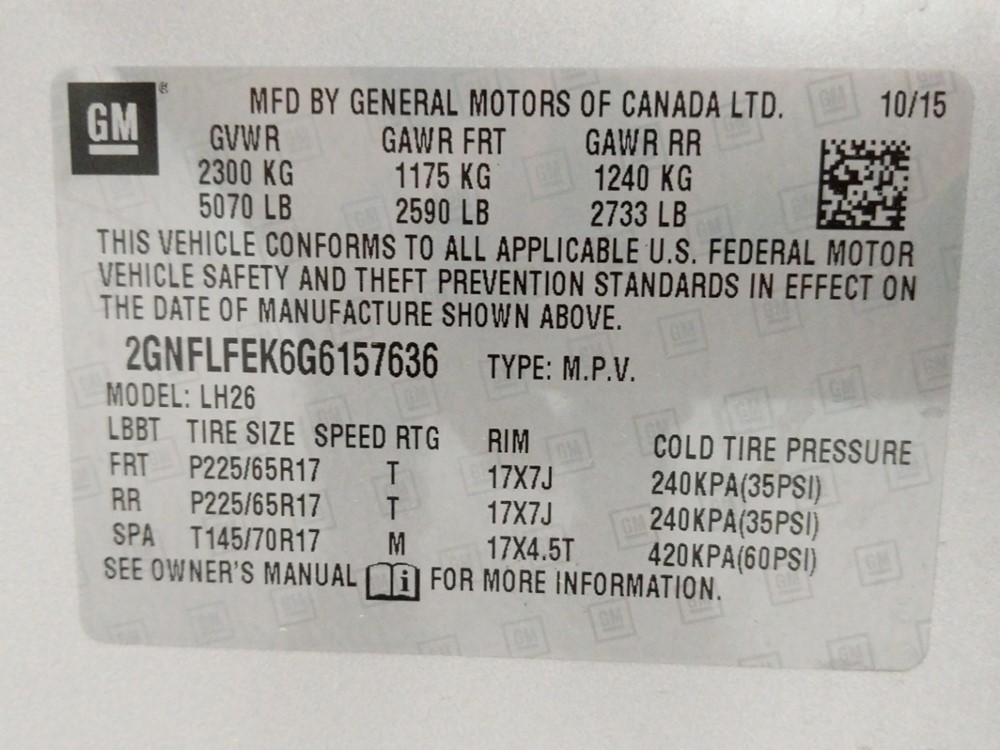 GM ® MFD BY GENERAL MOTORS OF CANADA LTD. 10/15
GVWR GAWR FRT GAWR RR
2300 KG 1175 KG 1240 KG
5070 LB 2590 LB 2733 LB
THIS VEHICLE CONFORMS TO ALL APPLICABLE U.S. FEDERAL MOTOR
VEHICLE SAFETY AND THEFT PREVENTION STANDARDS IN EFFECT ON
THE DATE OF MANUFACTURE SHOWN ABOVE.
2GNFLFEK6G6157636 TYPE: M.P.V.
MODEL: LH26
LBBT TIRE SIZE SPEED RTG RIM COLD TIRE PRESSURE
FRT P225/65R17 T 17X7J 240KPA(35PSI)
RR P225/65R17 T 17X7J 240KPA(35PSI)
SPA T145/70R17 M 17X4.5T 420KPA(60PSI)
SEE OWNER'S MANUAL i FOR MORE INFORMATION.